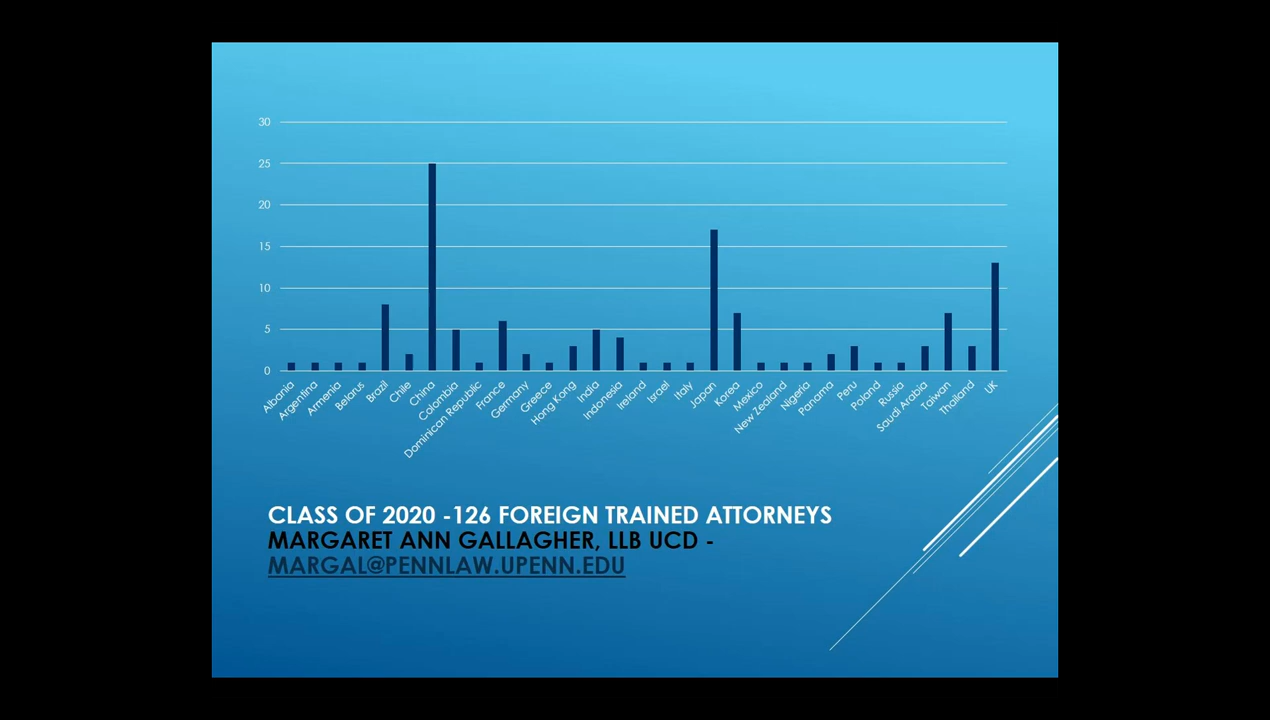 30
25
20
15
10
5
0
Albania
Argentina
Armenia
Belarus
Brazil
Chile
China
Colombia
Dominican Republic
France
Germany
Greece
Hong Kong
India
Indonesia
Ireland
Israel
Italy
Japan
Korea
Mexico
New Zealand
Nigeria
Panama
Peru
Poland
Russia
Saudi Arabia
Taiwan
Thailand
UK
CLASS OF 2020 -126 FOREIGN TRAINED ATTORNEYS
MARGARET ANN GALLAGHER, LLB UCD -
MARGAL@PENNLAW.UPENN.EDU